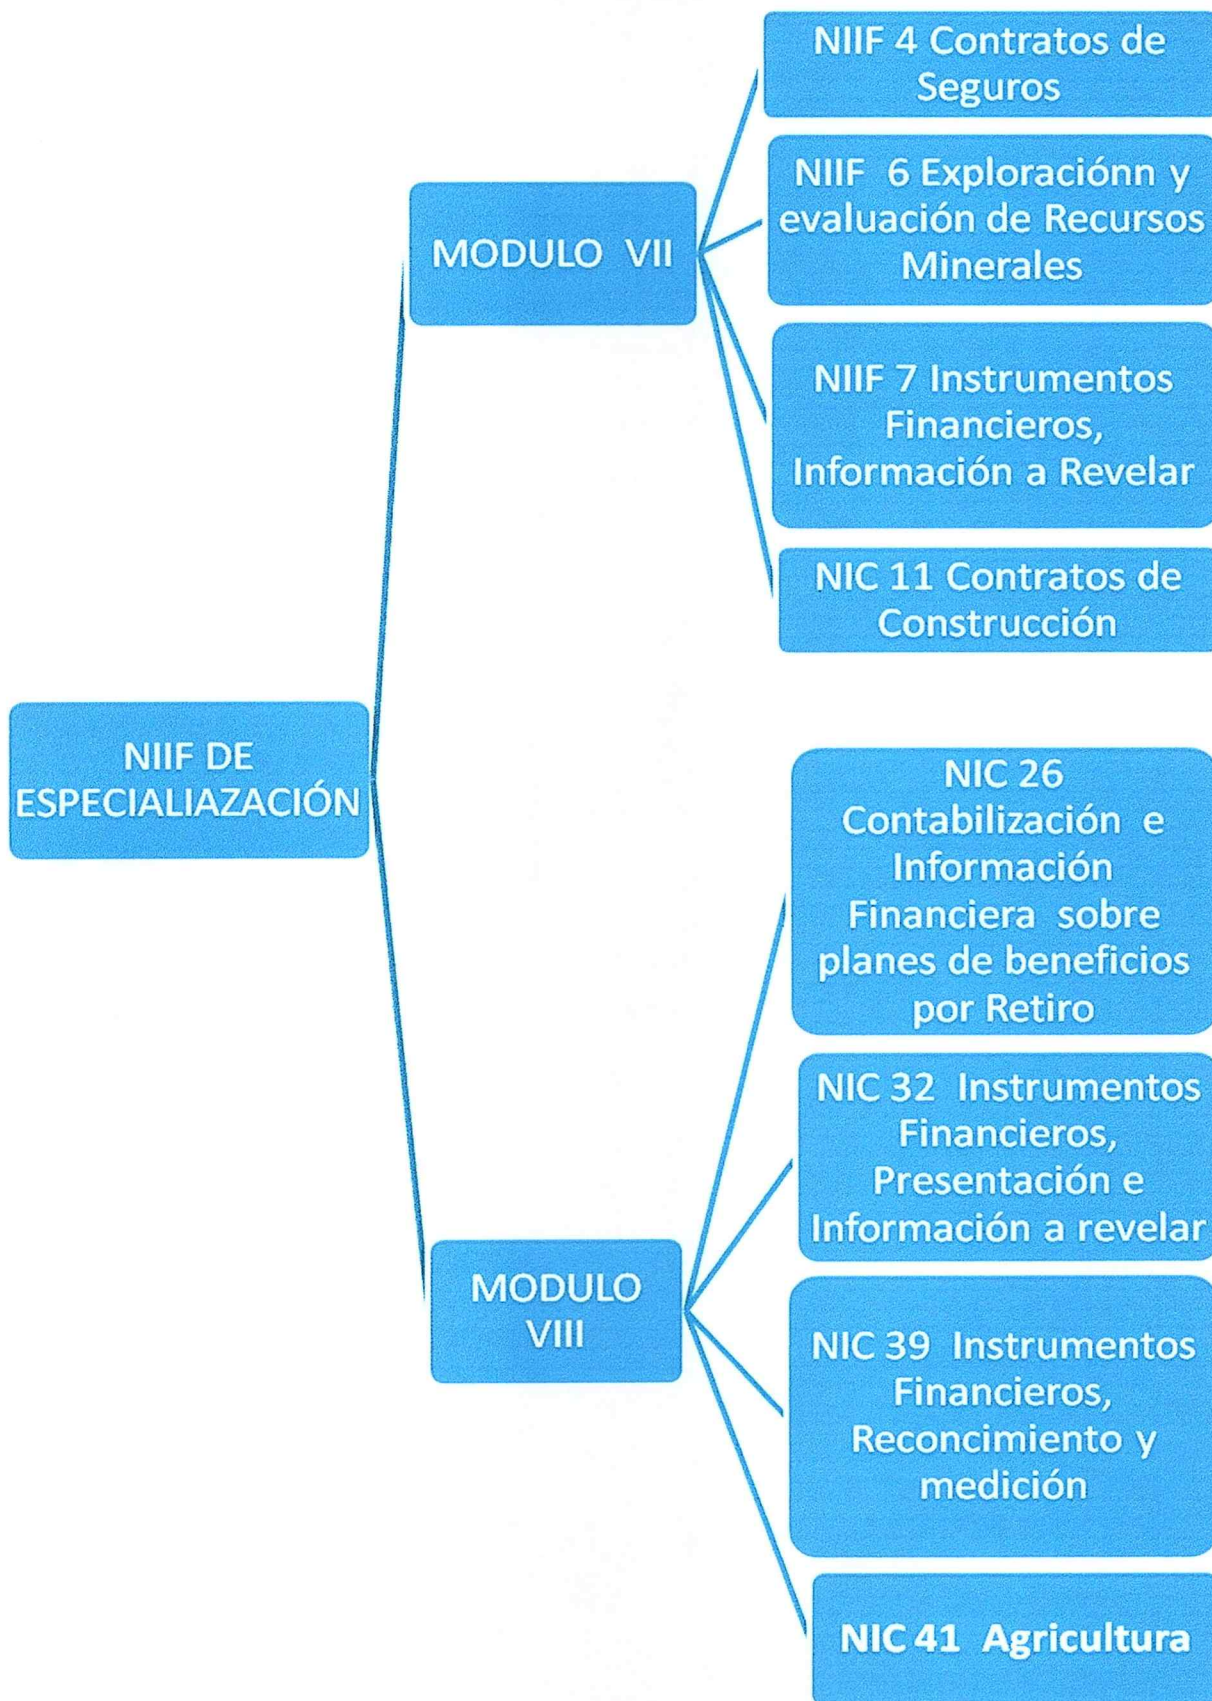 NIIF DE
ESPECIALIAZACIÓN
MODULO VII
NIIF 4 Contratos de
Seguros
NIIF 6 Exploraciónn y
evaluación de Recursos
Minerales
NIIF 7 Instrumentos
Financieros,
Información a Revelar
NIC 11 Contratos de
Construcción
MODULO
VIII
NIC 26
Contabilización e
Información
Financiera sobre
planes de beneficios
por Retiro
NIC 32 Instrumentos
Financieros,
Presentación e
Información a revelar
NIC 39 Instrumentos
Financieros,
Reconcimiento y
medición
NIC 41 Agricultura